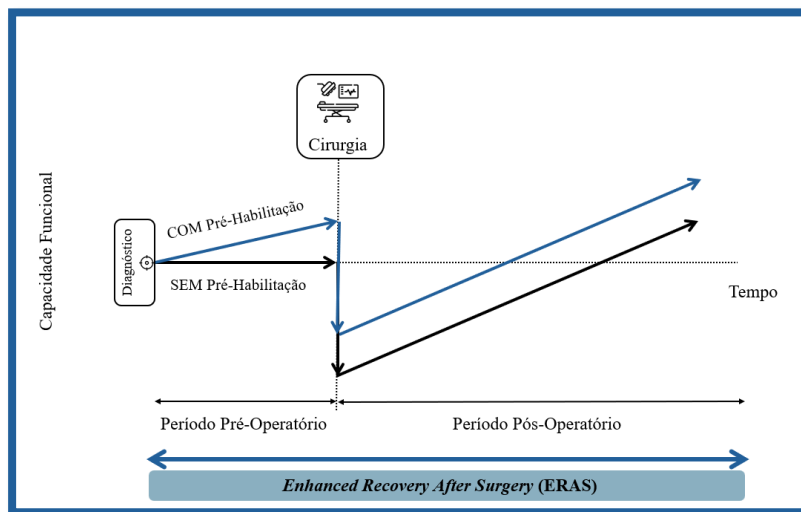 Cirurgia
Capacidade Funcional
Diagnóstico
COM Pré-Habilitação
SEM Pré-Habilitação
Tempo
Período Pré-Operatório
Período Pós-Operatório
Enhanced Recovery After Surgery (ERAS)